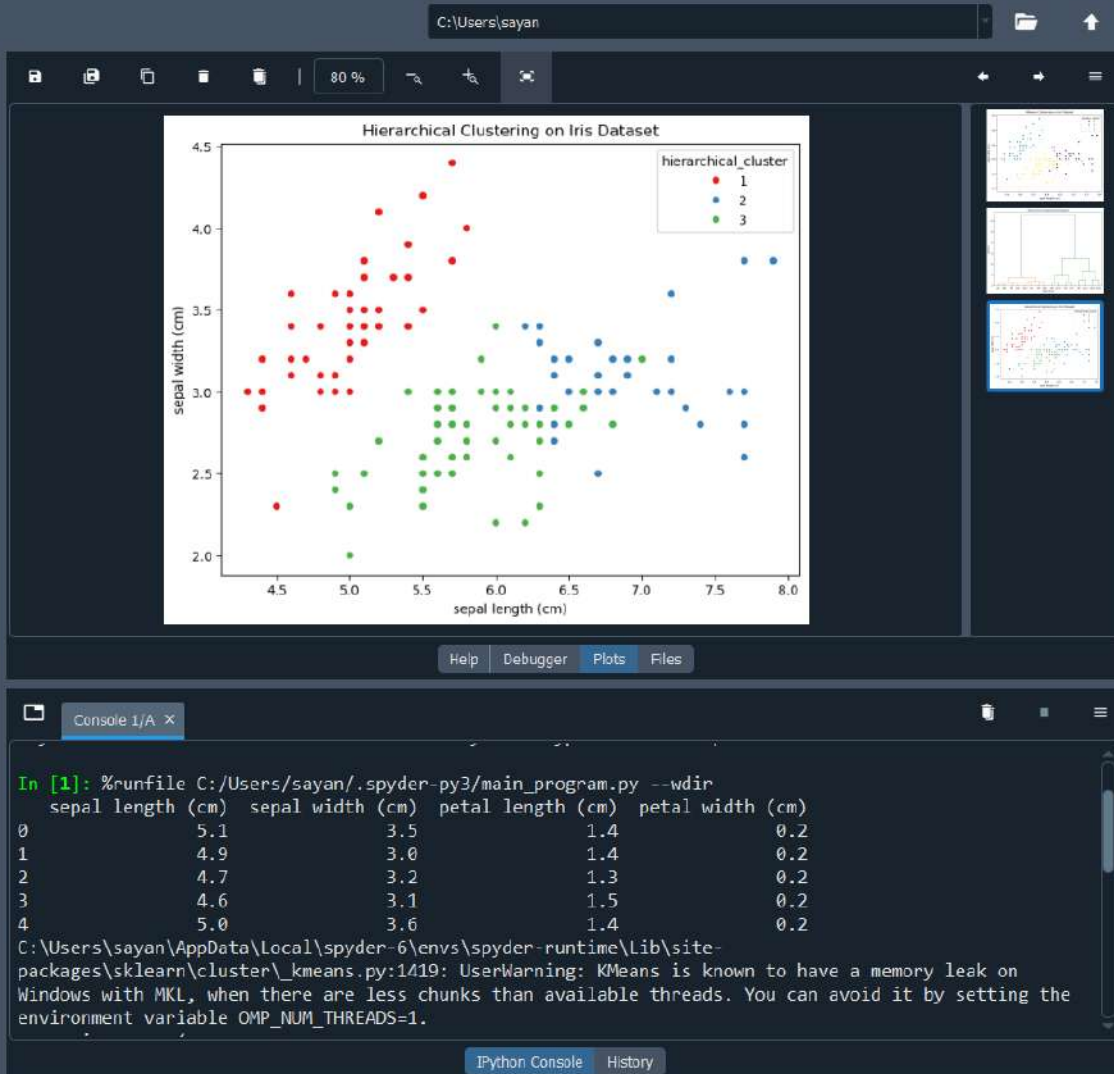 C:\Users\sayan
80 %
Hierarchical Clustering on Iris Dataset
hierarchical_cluster
1
2
3
sepal width (cm)
4.5
4.0
3.5
3.0
2.5
2.0
4.5 5.0 5.5 6.0 6.5 7.0 7.5 8.0
sepal length (cm)
Help Debugger Plots Files
Console 1/A ×
In [1]: %runfile C:/Users/sayan/.spyder-py3/main_program.py --wdir
sepal length (cm) sepal width (cm) petal length (cm) petal width (cm)
0 5.1 3.5 1.4 0.2
1 4.9 3.0 1.4 0.2
2 4.7 3.2 1.3 0.2
3 4.6 3.1 1.5 0.2
4 5.0 3.6 1.4 0.2
C:\Users\sayan\AppData\Local\spyder-6\envs\spyder-runtime\Lib\site-
packages\sklearn\cluster\_kmeans.py:1419: UserWarning: KMeans is known to have a memory leak on
Windows with MKL, when there are less chunks than available threads. You can avoid it by setting the
environment variable OMP_NUM_THREADS=1.
IPython Console History